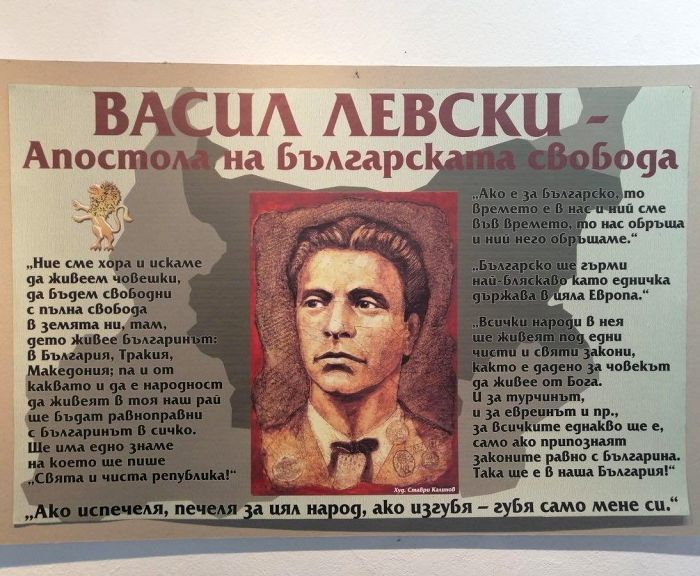 ВАСИЛ ЛЕВСКИ -
Апостола на българската свобода
„Ние сме хора и искаме
да живеем човешки,
да бъдем свободни
с пълна свобода
в земята ни, там,
дето живее българинът:
в България, Тракия,
Македония; па и от
каквато и да е народност
да живеят в тоя наш рай
ще бъдат равноправни
с българинът в сичко.
Ще има едно знаме
на което ще пише
„Свята и чиста република!“
„Ако е за българско, то
времето е в нас и ний сме
във времето, то нас обръща
и ний него обръщаме.“
„Българско ще гърми
най-бляскаво като едничка
държава в цяла Европа.“
„Всички народи в нея
ще живеят под едни
чисти и святи закони,
както е дадено за човекът
да живее от Бога.
И за турчинът,
и за евреинът и пр.,
за всичките еднакво ще е,
само ако припознаят
законите равно с българина.
Така ще е в наша България!“
Худ. Ставри Калинов
„Ако испечеля, печеля за цял народ, ако изгубя – губя само мене си.“